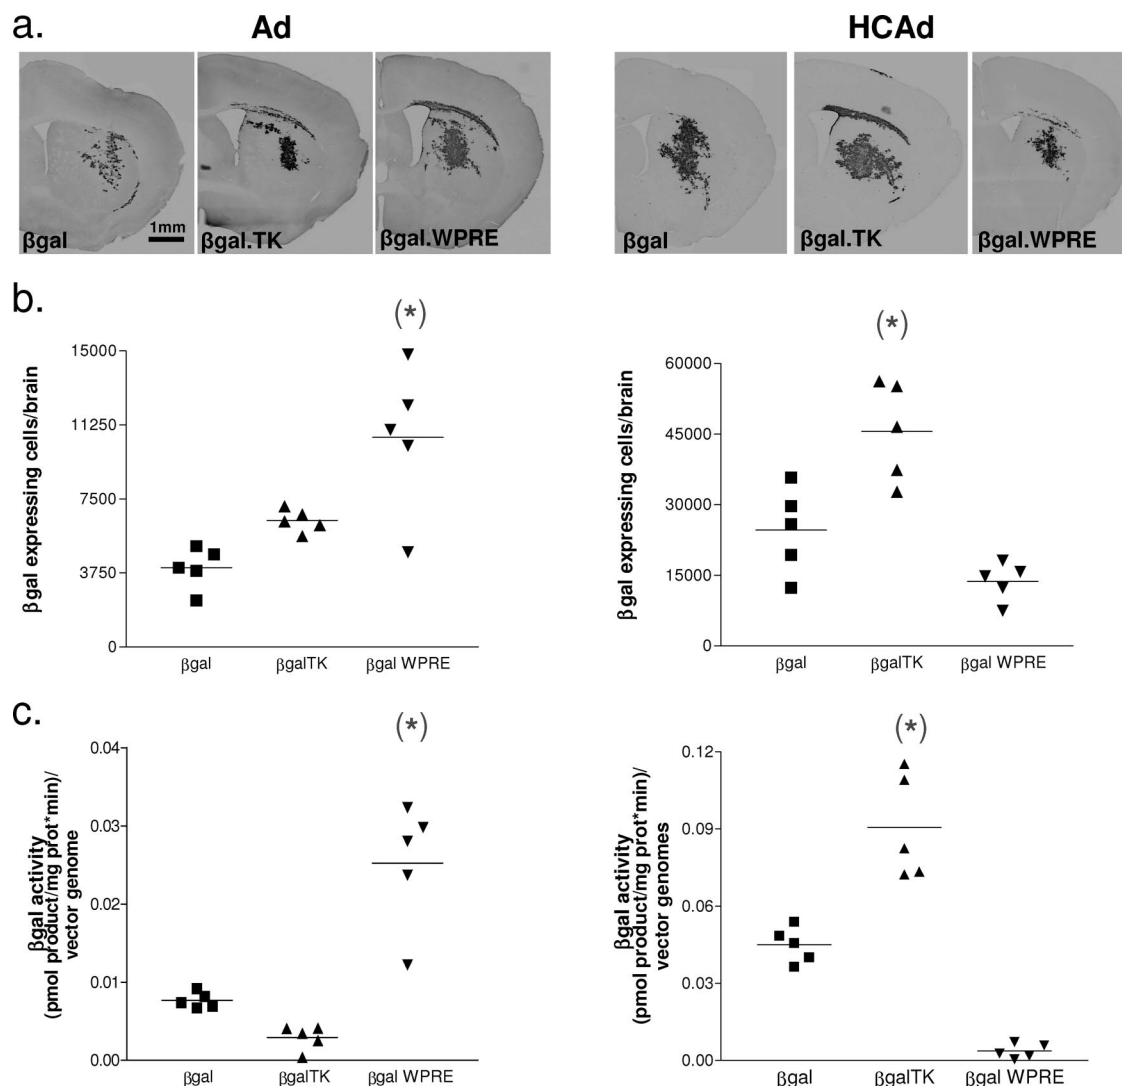 a.
Ad
HCAd
βgal
1mm
βgal.TK
βgal.WPRE
βgal
βgal.TK
βgal.WPRE
b.
(*)
βgal expressing cells/brain
15000
11250
7500
3750
0
βgal
βgalTK
βgal WPRE
(*)
βgal expressing cells/brain
60000
45000
30000
15000
0
βgal
βgalTK
βgal WPRE
c.
(*)
βgal activity
(pmol product/mg prot*min)/
vector genome
0.04
0.03
0.02
0.01
0.00
βgal
βgalTK
βgal WPRE
(*)
βgal activity
(pmol product/mg prot*min)/
vector genomes
0.12
0.09
0.06
0.03
0.00
βgal
βgalTK
βgal WPRE